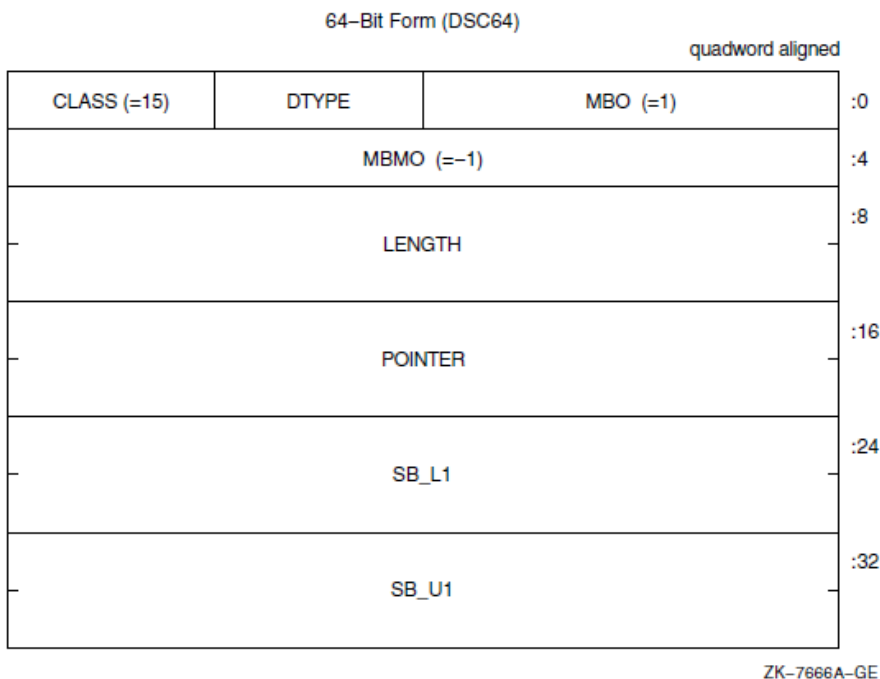 64–Bit Form (DSC64)
quadword aligned
CLASS (=15) DTYPE MBO (=1) :0
MBMO (=–1) :4
:8
LENGTH
:16
POINTER
:24
SB_L1
:32
SB_U1
ZK–7666A–GE